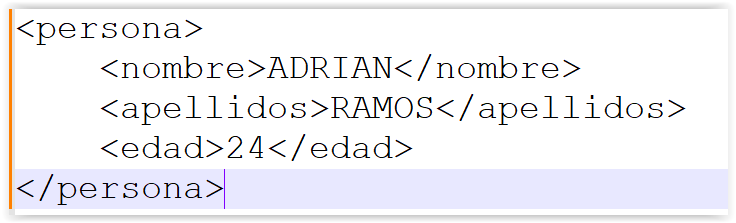 <persona>
    <nombre>ADRIAN</nombre>
    <apellidos>RAMOS</apellidos>
    <edad>24</edad>
</persona>